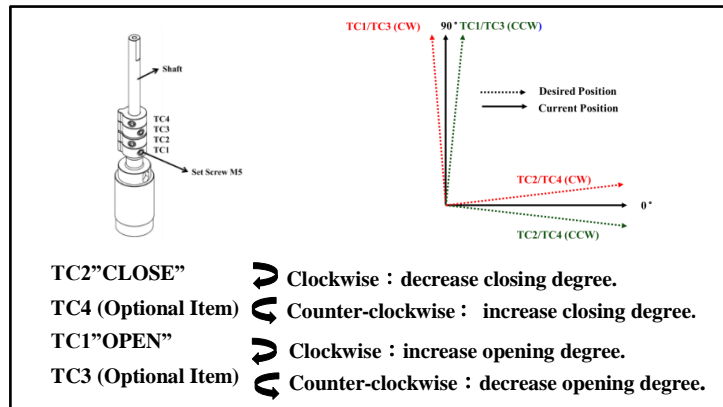 Shaft
TC4
TC3
TC2
TC1
Set Screw M5
TC1/TC3 (CW)
90° TC1/TC3 (CCW)
Desired Position
Current Position
TC2/TC4 (CW)
0°
TC2/TC4 (CCW)
TC2”CLOSE” Clockwise：decrease closing degree.
TC4 (Optional Item) Counter-clockwise： increase closing degree.
TC1”OPEN” Clockwise：increase opening degree.
TC3 (Optional Item) Counter-clockwise：decrease opening degree.